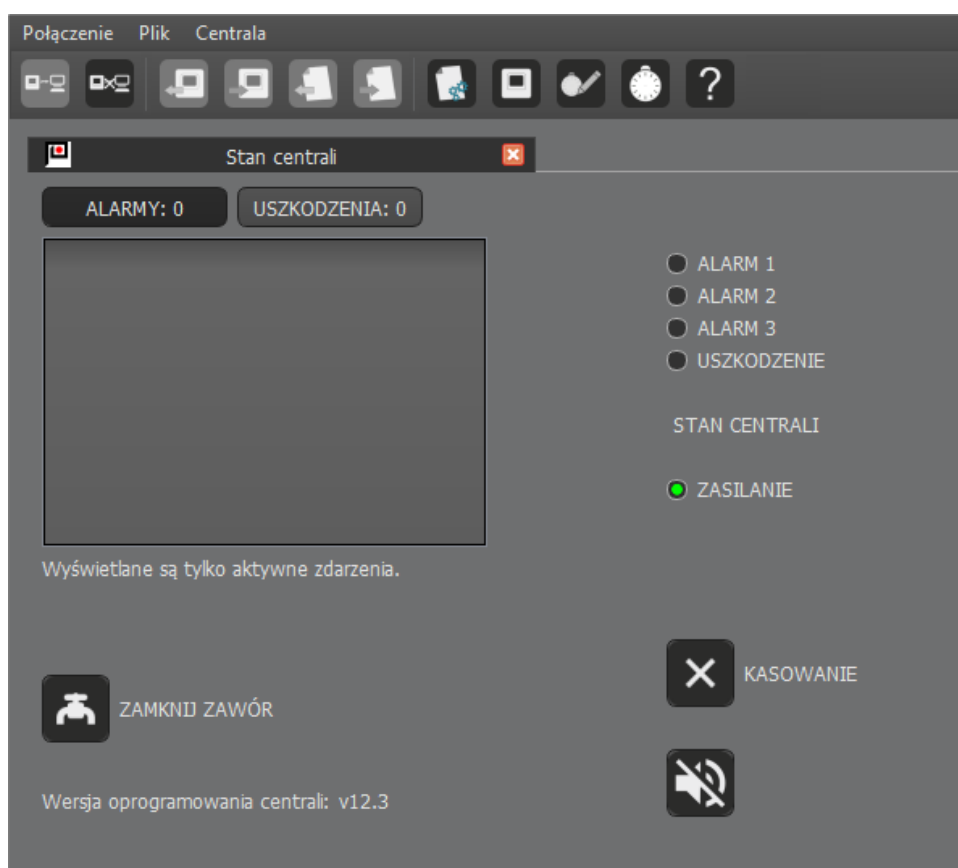 Połączenie Plik Centrala
?
Stan centrali
ALARMY: 0 USZKODZENIA: 0
ALARM 1
ALARM 2
ALARM 3
USZKODZENIE
STAN CENTRALI
ZASILANIE
Wyświetlane są tylko aktywne zdarzenia.
KASOWANIE
ZAMKNIJ ZAWÓR
Wersja oprogramowania centrali: v12.3